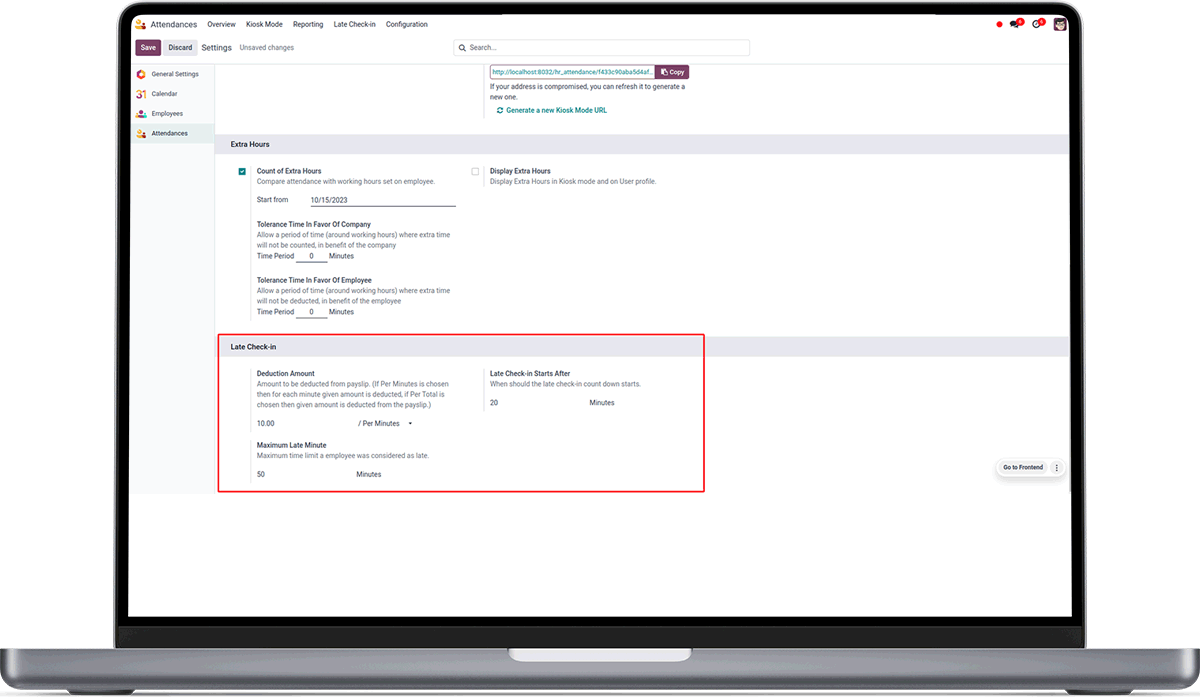 Attendances Overview Kiosk Mode Reporting Late Check-in Configuration
Save Discard Settings Unsaved changes Search...
General Settings
31 Calendar
Employees
Attendances
http://localhost:8032/hr_attendance/f433c90aba5d4af... Copy
If your address is compromised, you can refresh it to generate a
new one.
Generate a new Kiosk Mode URL
Extra Hours
Count of Extra Hours
Compare attendance with working hours set on employee.
Start from 10/15/2023
Display Extra Hours
Display Extra Hours in Kiosk mode and on User profile.
Tolerance Time In Favor Of Company
Allow a period of time (around working hours) where extra time
will not be counted, in benefit of the company
Time Period 0 Minutes
Tolerance Time In Favor Of Employee
Allow a period of time (around working hours) where extra time
will not be deducted, in benefit of the employee
Time Period 0 Minutes
Late Check-in
Deduction Amount
Amount to be deducted from payslip. (If Per Minutes is chosen
then for each minute given amount is deducted, if Per Total is
chosen then given amount is deducted from the payslip.)
10.00 / Per Minutes
Late Check-in Starts After
When should the late check-in count down starts.
20 Minutes
Maximum Late Minute
Maximum time limit a employee was considered as late.
50 Minutes
Go to Frontend